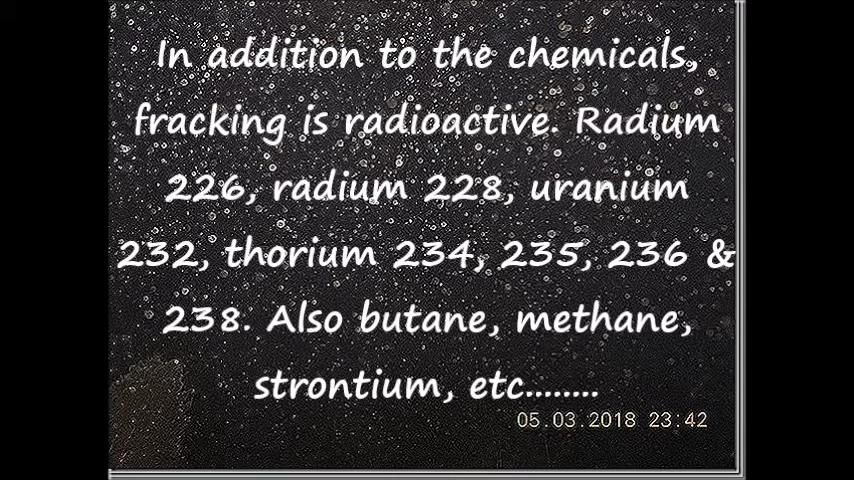 In addition to the chemicals,
fracking is radioactive. Radium
226, radium 228, uranium
232, thorium 234, 235, 236 &
238. Also butane, methane,
strontium, etc........
05.03.2018 23:42